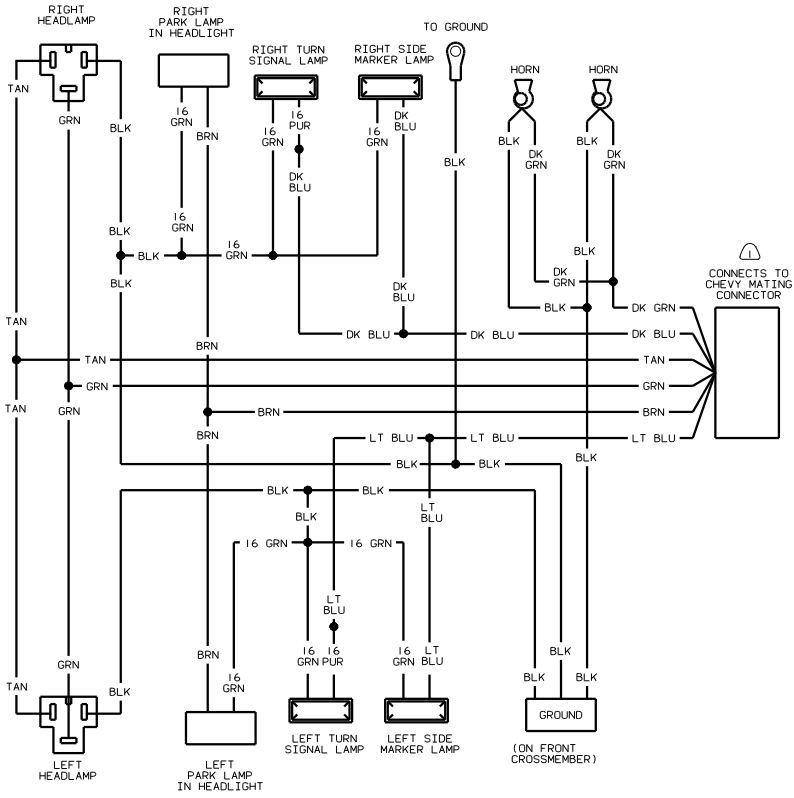 RIGHT
HEADLAMP
RIGHT
PARK LAMP
IN HEADLIGHT
TO GROUND
RIGHT TURN
SIGNAL LAMP
RIGHT SIDE
MARKER LAMP
HORN
HORN
TAN
GRN
BLK
16
GRN
BRN
16
GRN
16
PUR
16
GRN
DK
BLU
BLK
BLK
DK
GRN
BLK
DK
GRN
DK
BLU
16
GRN
BLK
BLK
16
GRN
BLK
1
CONNECTS TO
CHEVY MATING
CONNECTOR
BLK
DK
BLU
DK
GRN
BLK
DK GRN
TAN
DK BLU
DK BLU
DK BLU
BRN
TAN
TAN
GRN
GRN
TAN
GRN
BRN
BRN
BRN
LT BLU
LT BLU
LT BLU
BLK
BLK
BLK
BLK
BLK
BLK
LT
BLU
16 GRN
16 GRN
LT
BLU
GRN
BRN
16
GRN
16
PUR
16
GRN
LT
BLU
BLK
TAN
BLK
16
GRN
BLK
BLK
GROUND
LEFT
HEADLAMP
LEFT
PARK LAMP
IN HEADLIGHT
LEFT TURN
SIGNAL LAMP
LEFT SIDE
MARKER LAMP
(ON FRONT
CROSSMEMBER)